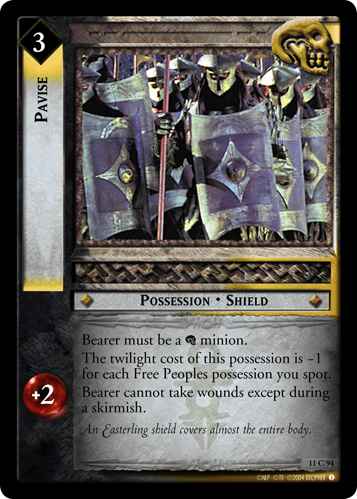 3
PAVISE
POSSESSION • SHIELD
Bearer must be a minion.
The twilight cost of this possession is –1
for each Free Peoples possession you spot.
+2
Bearer cannot take wounds except during
a skirmish.
An Easterling shield covers almost the entire body.
11 C 94
©NLP ©TE ©2004 DECIPHER 1